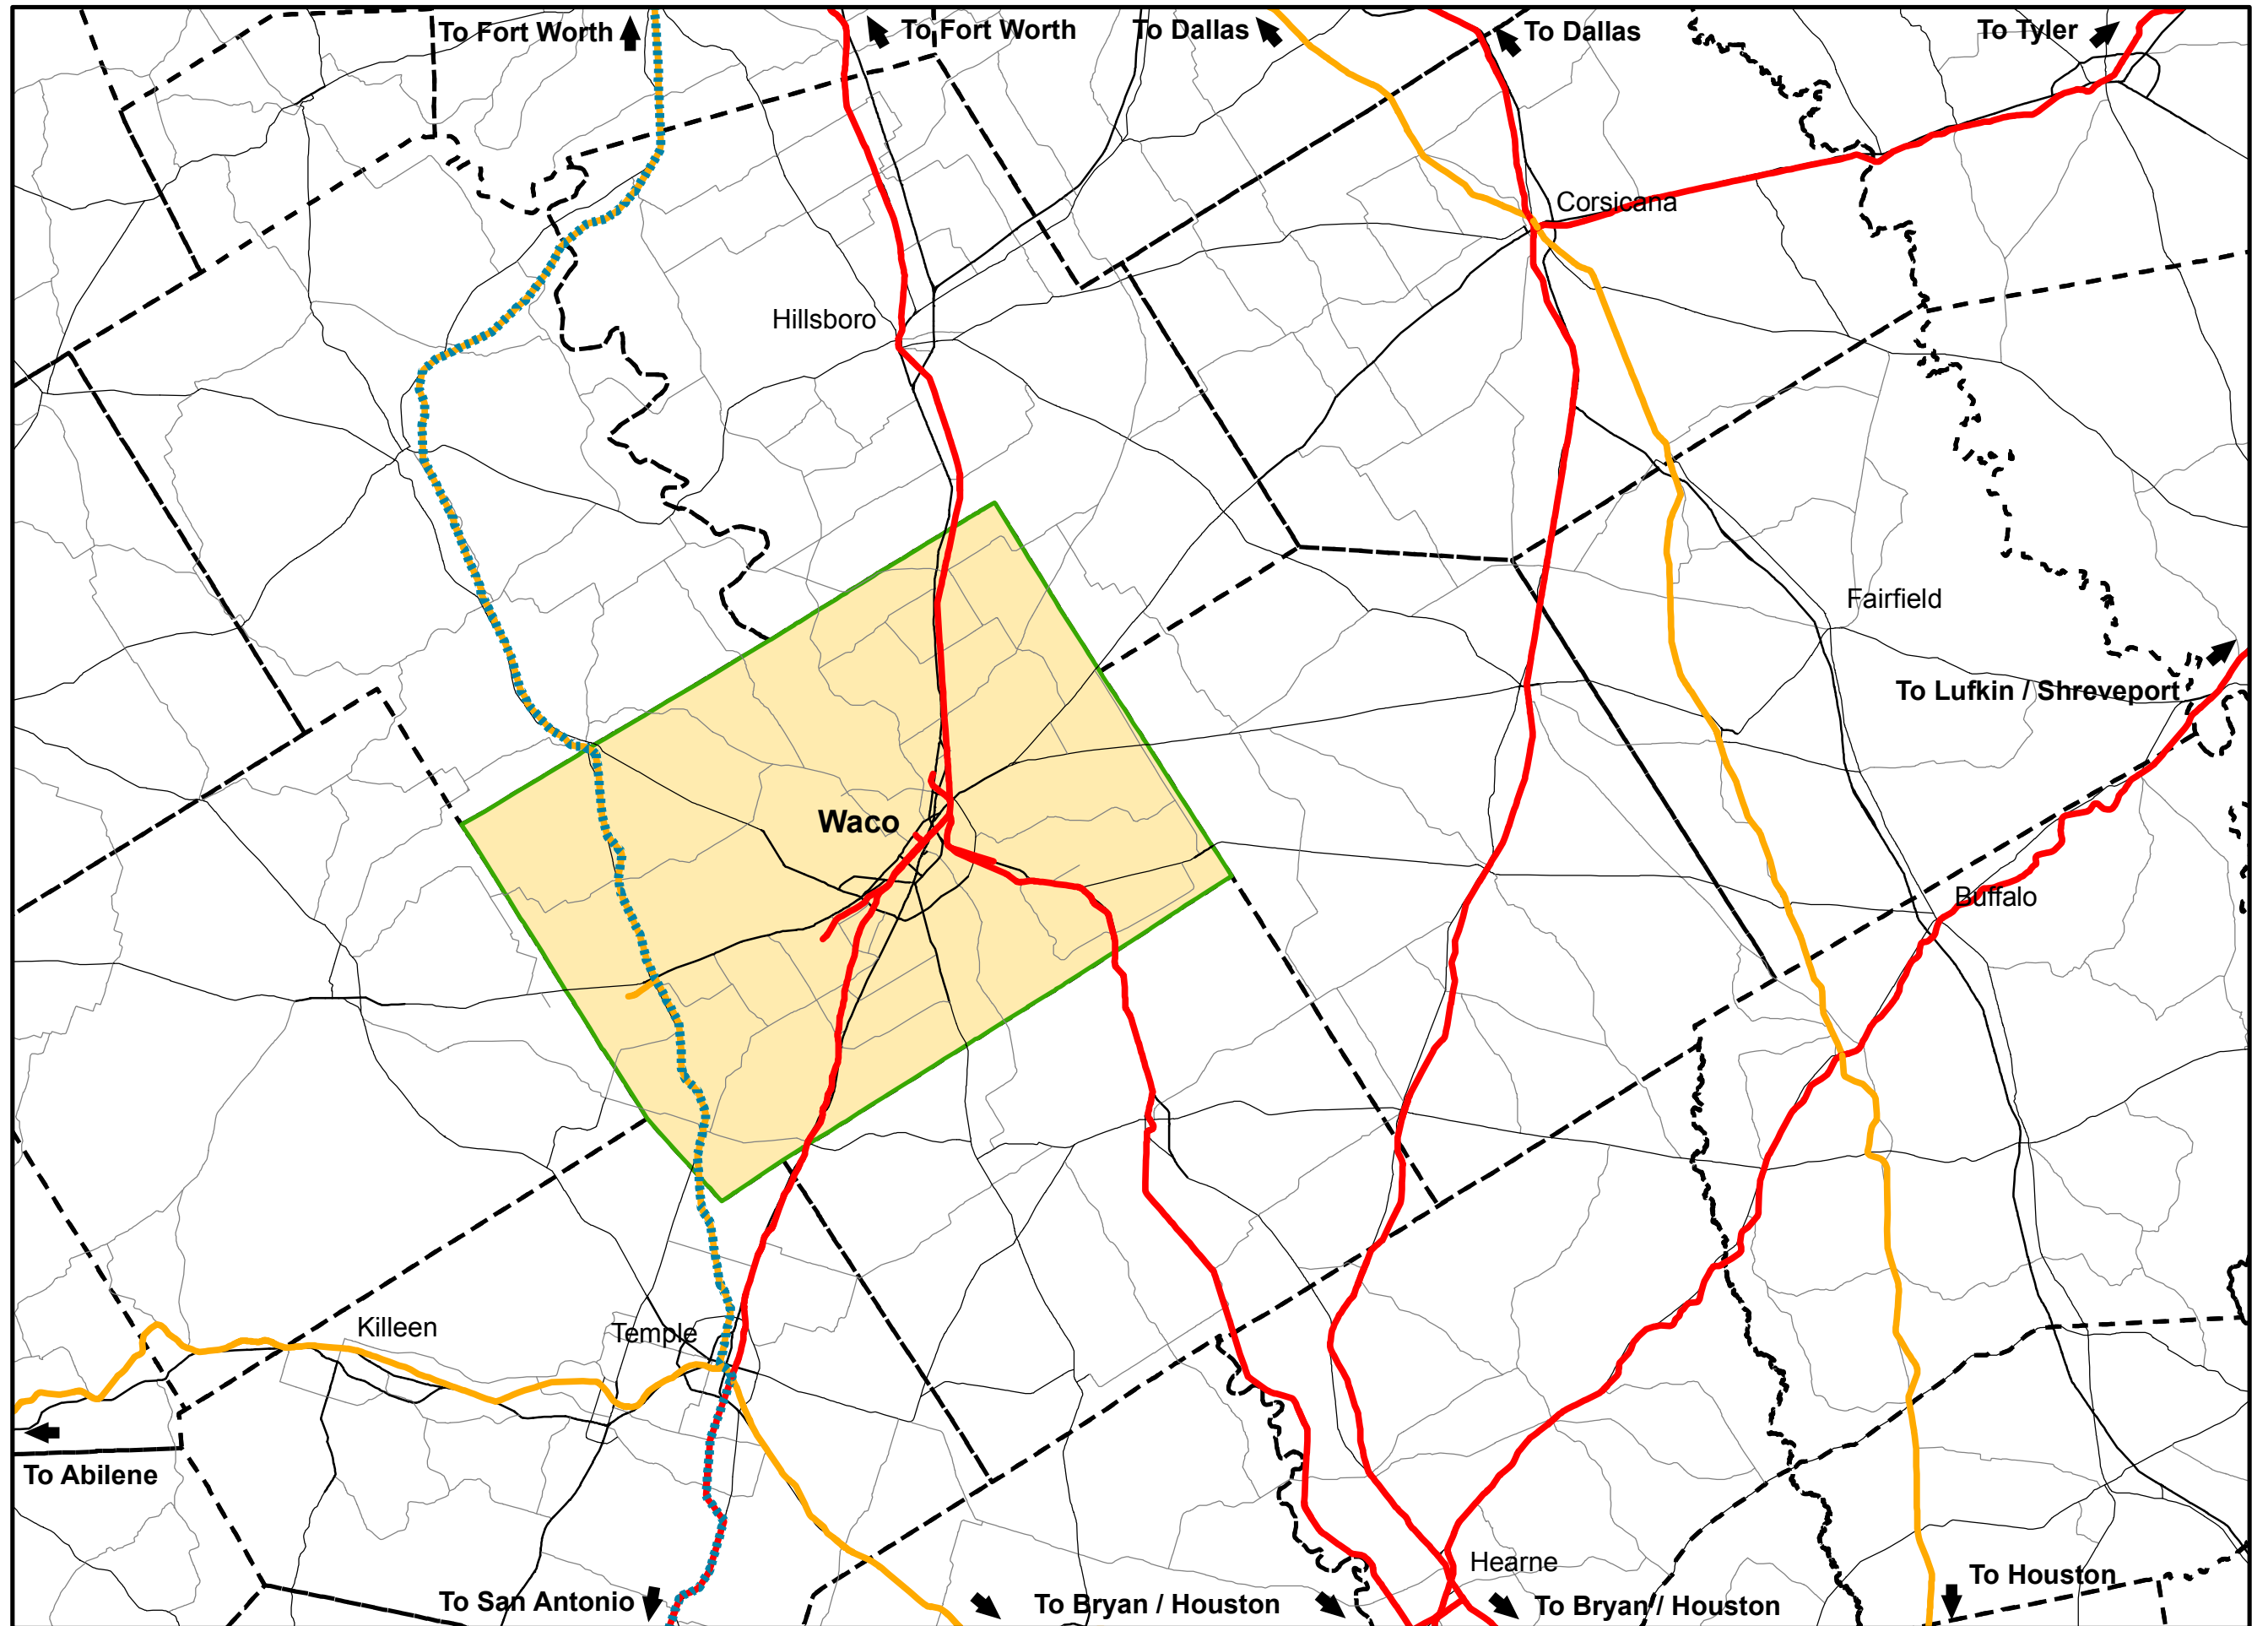 To Fort Worth
To Fort Worth
To Dallas
To Dallas
To Tyler
Corsicana
Hillsboro
Fairfield
To Lufkin / Shreveport
Waco
Buffalo
Killeen
Temple
To Abilene
Hearne
To San Antonio
To Bryan / Houston
To Bryan / Houston
To Houston